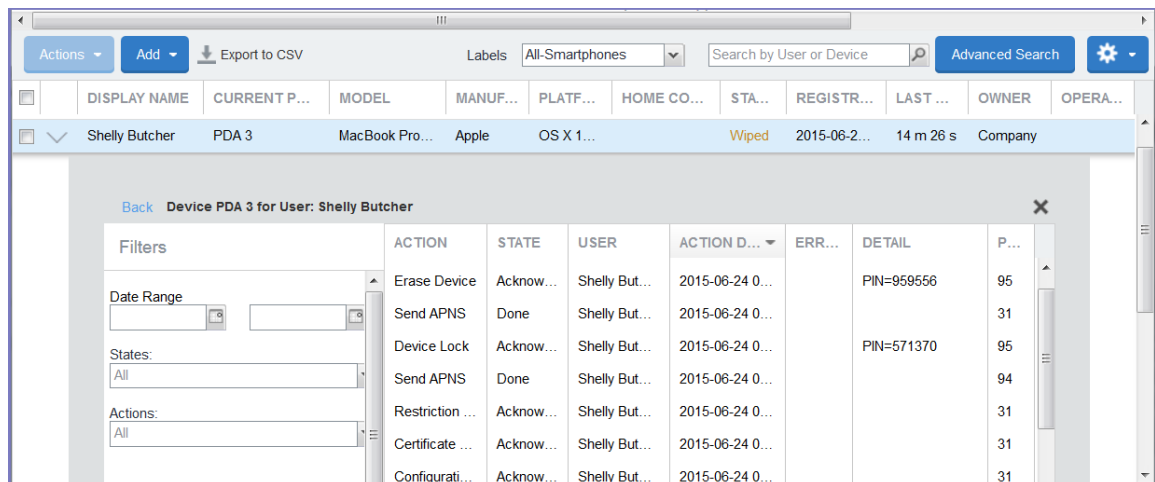 Actions Add Export to CSV Labels All-Smartphones Search by User or Device Advanced Search
DISPLAY NAME CURRENT P... MODEL MANUF... PLATF... HOME CO... STA... REGISTR... LAST ... OWNER OPERA...
Shelly Butcher PDA 3 MacBook Pro... Apple OS X 1... Wiped 2015-06-2... 14 m 26 s Company
Back Device PDA 3 for User: Shelly Butcher
Filters ACTION STATE USER ACTION D... ERR... DETAIL P...
Erase Device Acknow... Shelly But... 2015-06-24 0... PIN=959556 95
Date Range
Send APNS Done Shelly But... 2015-06-24 0... 31
States: Device Lock Acknow... Shelly But... 2015-06-24 0... PIN=571370 95
All Send APNS Done Shelly But... 2015-06-24 0... 94
Actions: Restriction ... Acknow... Shelly But... 2015-06-24 0... 31
All Certificate ... Acknow... Shelly But... 2015-06-24 0... 31
Configurati... Acknow... Shelly But... 2015-06-24 0... 31